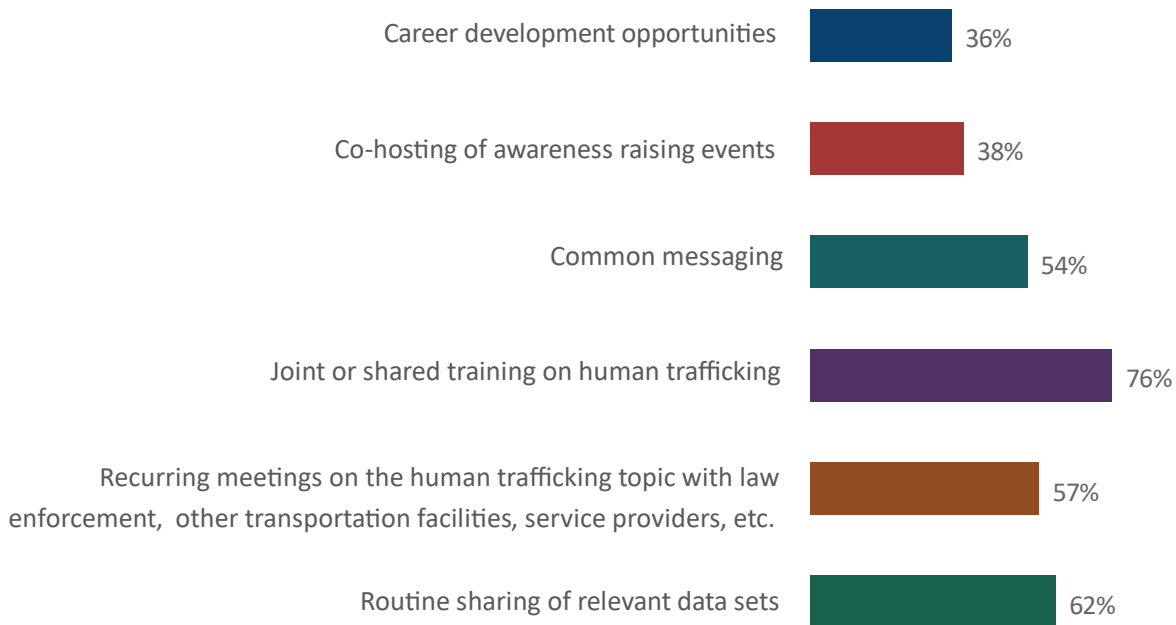 Career development opportunities
36%
Co-hosting of awareness raising events
38%
Common messaging
54%
Joint or shared training on human trafficking
76%
Recurring meetings on the human trafficking topic with law
enforcement, other transportation facilities, service providers, etc.
57%
Routine sharing of relevant data sets
62%